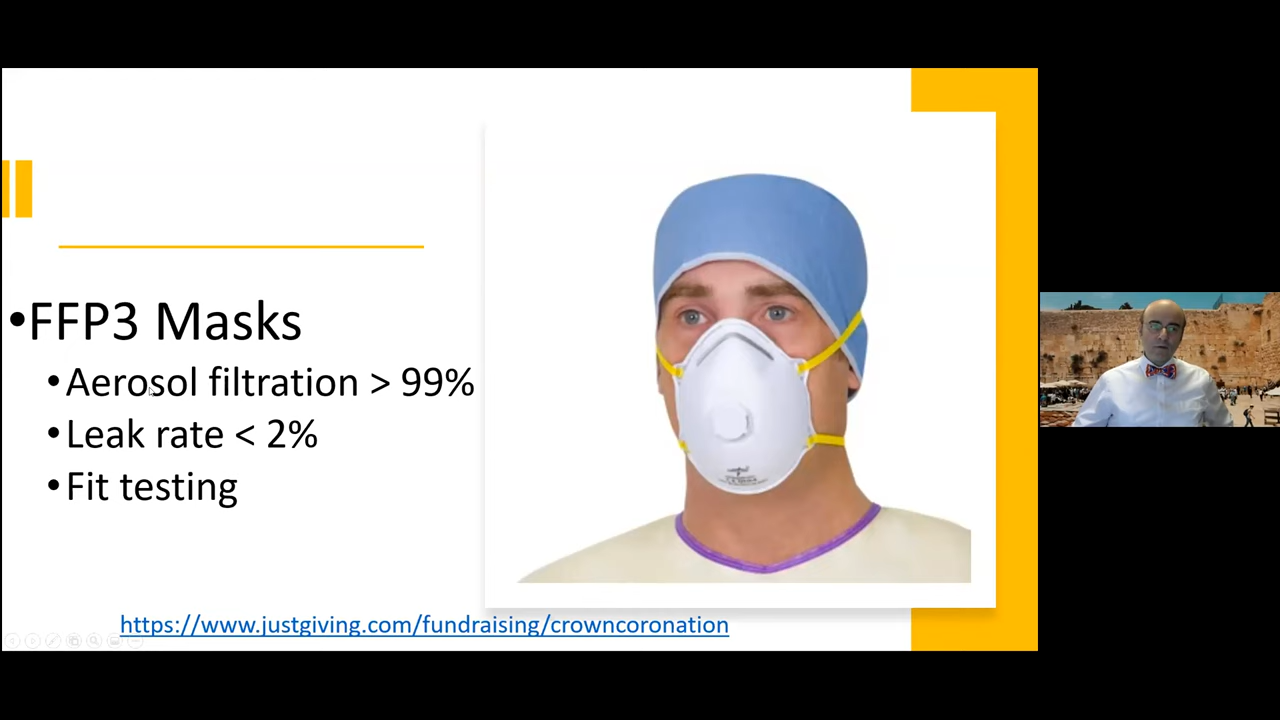 •FFP3 Masks
•Aerosol filtration > 99%
•Leak rate < 2%
•Fit testing
https://www.justgiving.com/fundraising/crowncoronation